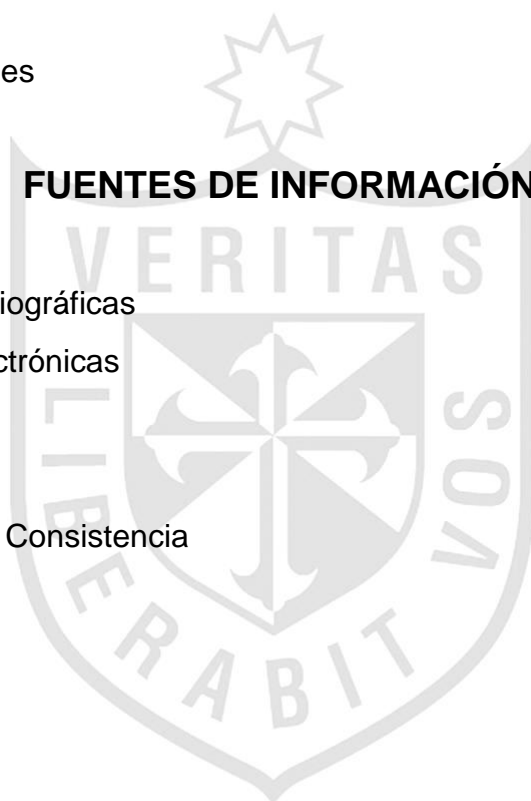 es
FUENTES DE INFORMACIÓN
iográficas
ctrónicas
Consistencia
VERITAS
LIBERABIT
VOS